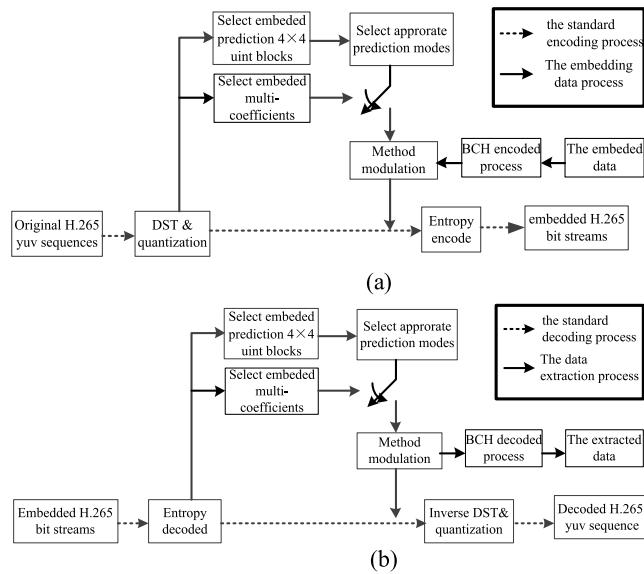 Select embeded
prediction 4×4
uint blocks
Select approrate
prediction modes
the standard
encoding process
The embedding
data process
Select embeded
multi-
coefficients
Method
modulation
BCH encoded
process
The embeded
data
Original H.265
yuv sequences
DST &
quantization
Entropy
encode
embedded H.265
bit streams
(a)
Select embeded
prediction 4×4
uint blocks
Select approrate
prediction modes
the standard
decoding process
The data
extraction process
Select embeded
multi-
coefficients
Method
modulation
BCH decoded
process
The extracted
data
Embedded H.265
bit streams
Entropy
decoded
Inverse DST&
quantization
Decoded H.265
yuv sequence
(b)